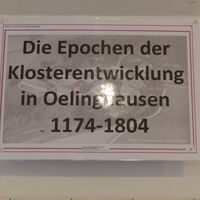 Die Epochen der
Klosterentwicklung
in Oelinghausen
1174-1804